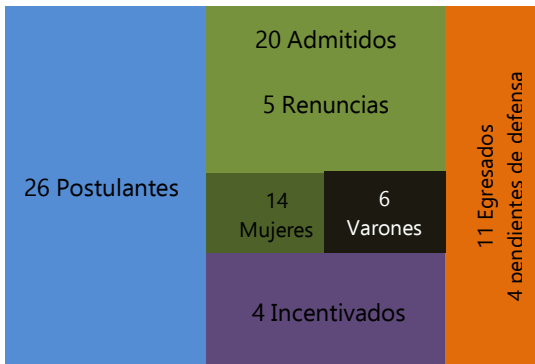 20 Admitidos
5 Renuncias
26 Postulantes
14
Mujeres
6
Varones
4 Incentivados
11 Egresados
4 pendientes de defensa